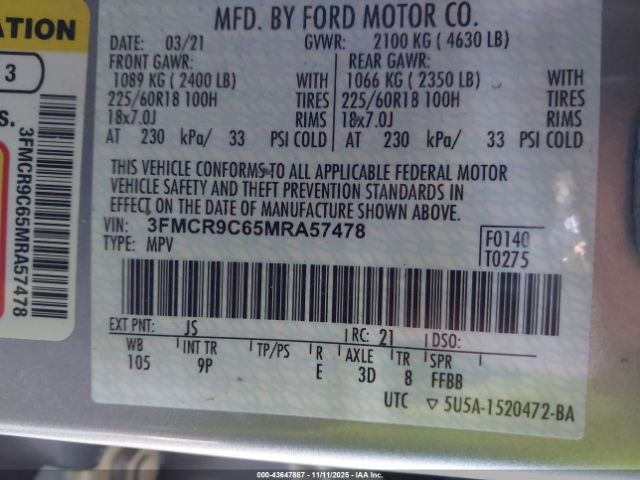 MFD. BY FORD MOTOR CO.
DATE: 03/21 GVWR: 2100 KG ( 4630 LB)
FRONT GAWR: REAR GAWR:
1089 KG ( 2400 LB) WITH 1066 KG ( 2350 LB) WITH
225/60R18 100H TIRES 225/60R18 100H TIRES
18x7.0J RIMS 18x7.0J RIMS
AT 230 kPa/ 33 PSI COLD AT 230 kPa/ 33 PSI COLD
THIS VEHICLE CONFORMS TO ALL APPLICABLE FEDERAL MOTOR
VEHICLE SAFETY AND THEFT PREVENTION STANDARDS IN
EFFECT ON THE DATE OF MANUFACTURE SHOWN ABOVE.
VIN: 3FMCR9C65MRA57478
TYPE: MPV
F0140
T0275
EXT PNT: JS RC: 21 DSO:
WB INT TR TP/PS R AXLE TR SPR
105 9P E 3D 8 FFBB
UTC ▽ 5U5A-1520472-BA
3
3FMCR9C65MRA57478
000-43647887 - 11/11/2025 - IAA Inc.